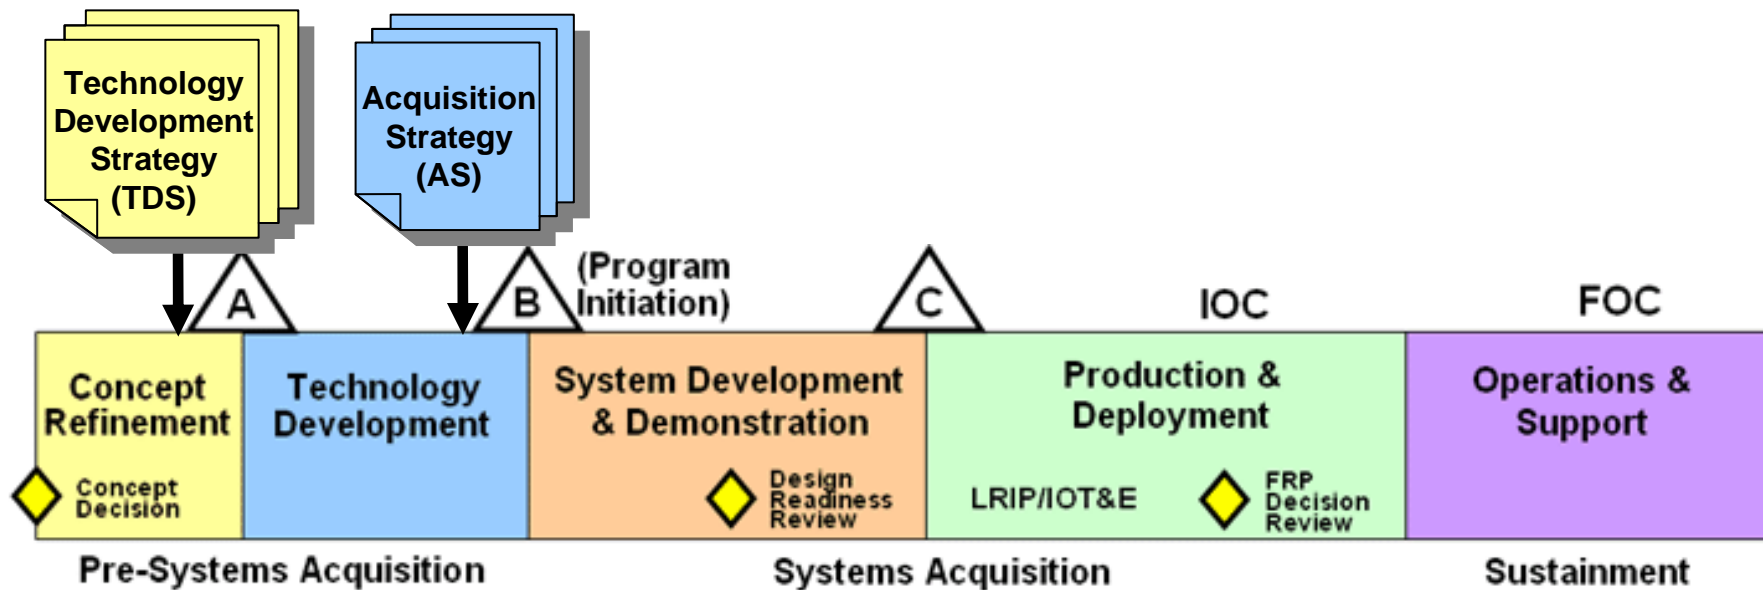 Technology
Development
Strategy
(TDS)
Acquisition
Strategy
(AS)
A
B
(Program
Initiation)
C
IOC
FOC
Concept
Refinement
Technology
Development
System Development
& Demonstration
Production &
Deployment
Operations &
Support
Concept
Decision
Design
Readiness
Review
LRIP/IOT&E
FRP
Decision
Review
Pre-Systems Acquisition
Systems Acquisition
Sustainment